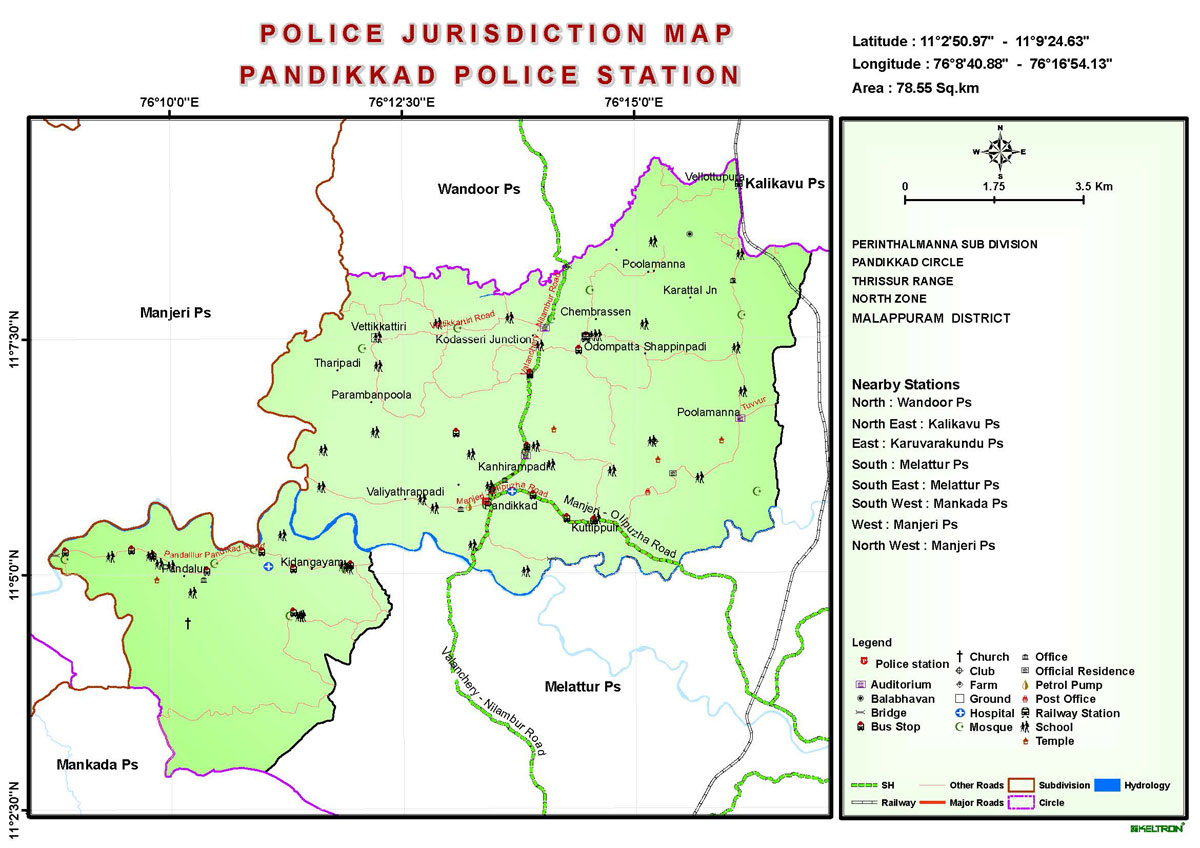 POLICE JURISDICTION MAP
PANDIKKAD POLICE STATION
Latitude : 11°2'50.97" - 11°9'24.63"
Longitude : 76°8'40.88" - 76°16'54.13"
Area : 78.55 Sq.km
76°10'0"E
76°12'30"E
76°15'0"E
11°7'30"N
11°5'0"N
11°2'30"N
Wandoor Ps
Kalikavu Ps
Vellottupura
Manjeri Ps
Poolamanna
Karattal Jn
Chembrassen
Vettikkattiri
Vettikkaruri Road
Kodasseri Junction
Valanchery - Nilambur Road
Odompatta
Shappinpadi
Tharipadi
Parambanpoola
Poolamanna
Tuvvur
Kanhirampadi
Valiyathrappadi
Pandikkad
Manjeri - Olipuzha Road
Kuttippuli
Kidangayam
Pandalur
Valanchery - Nilambur Road
Melattur Ps
Mankada Ps
N
W
E
S
0
1.75
3.5 Km
PERINTHALMANNA SUB DIVISION
PANDIKKAD CIRCLE
THRISSUR RANGE
NORTH ZONE
MALAPPURAM DISTRICT
Nearby Stations
North : Wandoor Ps
North East : Kalikavu Ps
East : Karuvarakundu Ps
South : Melattur Ps
South East : Melattur Ps
South West : Mankada Ps
West : Manjeri Ps
North West : Manjeri Ps
Legend
Police station
Auditorium
Balabhavan
Bridge
Bus Stop
Church
Club
Farm
Ground
Hospital
Mosque
Office
Official Residence
Petrol Pump
Post Office
Railway Station
School
Temple
SH
Other Roads
Subdivision
Hydrology
Railway
Major Roads
Circle
KELTRON